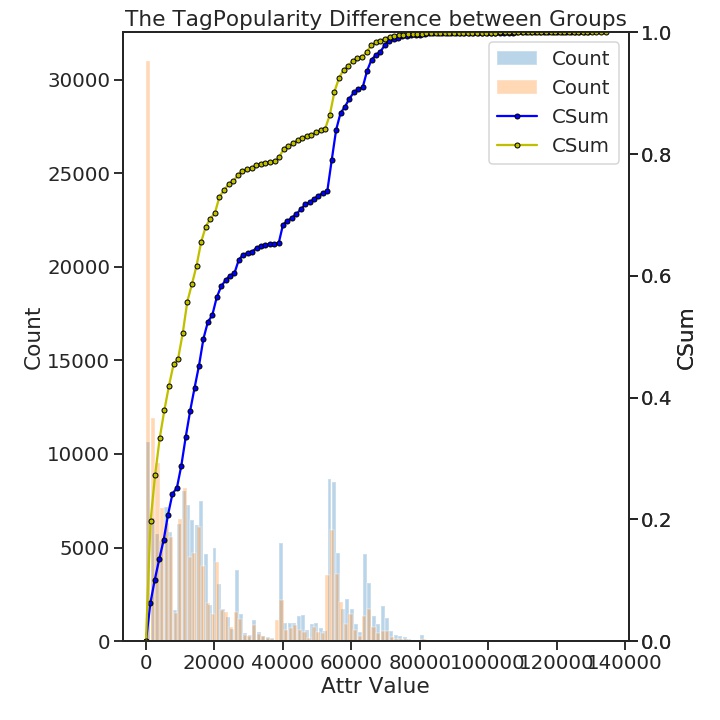 The TagPopularity Difference between Groups
Count
Count
CSum
CSum
30000
25000
20000
15000
10000
5000
0
Count
1.0
0.8
0.6
0.4
0.2
0.0
CSum
0 20000 40000 60000 80000 100000 120000 140000
Attr Value